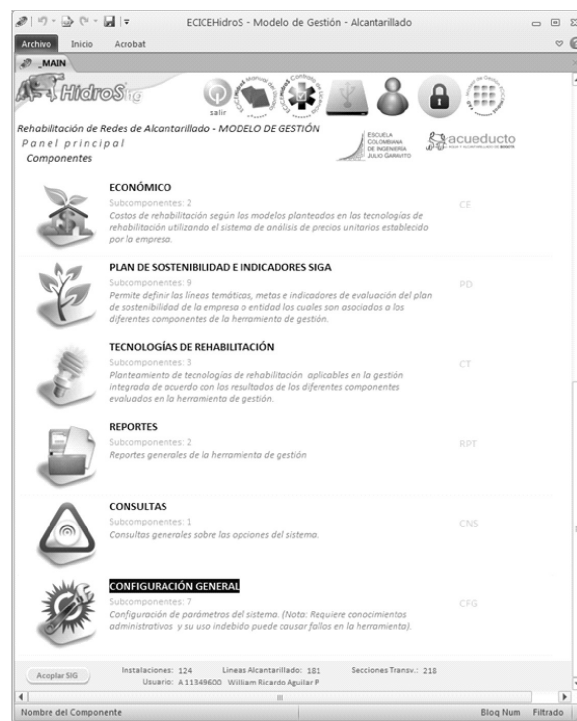 ECICEHidroS - Modelo de Gestión - Alcantarillado
Archivo Inicio Acrobat
_MAIN
HidroSig
salir
Rehabilitación de Redes de Alcantarillado - MODELO DE GESTIÓN
Panel principal
Componentes
ESCUELA
COLOMBIANA
DE INGENIERÍA
JULIO GARAVITO
acueducto
AGUA Y ALCANTARILLADO DE BOGOTÁ
ECONÓMICO
Subcomponentes: 2
CE
Costos de rehabilitación según los modelos planteados en las tecnologías de
rehabilitación utilizando el sistema de análisis de precios unitarios establecido
por la empresa.
PLAN DE SOSTENIBILIDAD E INDICADORES SIGA
Subcomponentes: 9
PD
Permite definir las líneas temáticas, metas e indicadores de evaluación del plan
de sostenibilidad de la empresa o entidad los cuales son asociados a los
diferentes componentes de la herramienta de gestión.
TECNOLOGÍAS DE REHABILITACIÓN
Subcomponentes: 3
CT
Planteamiento de tecnologías de rehabilitación aplicables en la gestión
integrada de acuerdo con los resultados de los diferentes componentes
evaluados en la herramienta de gestión.
REPORTES
Subcomponentes: 2
RPT
Reportes generales de la herramienta de gestión
CONSULTAS
Subcomponentes: 1
CNS
Consultas generales sobre las opciones del sistema.
CONFIGURACIÓN GENERAL
Subcomponentes: 7
CFG
Configuración de parámetros del sistema. (Nota: Requiere conocimientos
administrativos y su uso indebido puede causar fallos en la herramienta).
Acoplar SIG
Instalaciones: 124 Lineas Alcantarillado: 181 Secciones Transv.: 218
Usuario: A11349600 William Ricardo Aguilar P
Nombre del Componente Bloq Num Filtrado